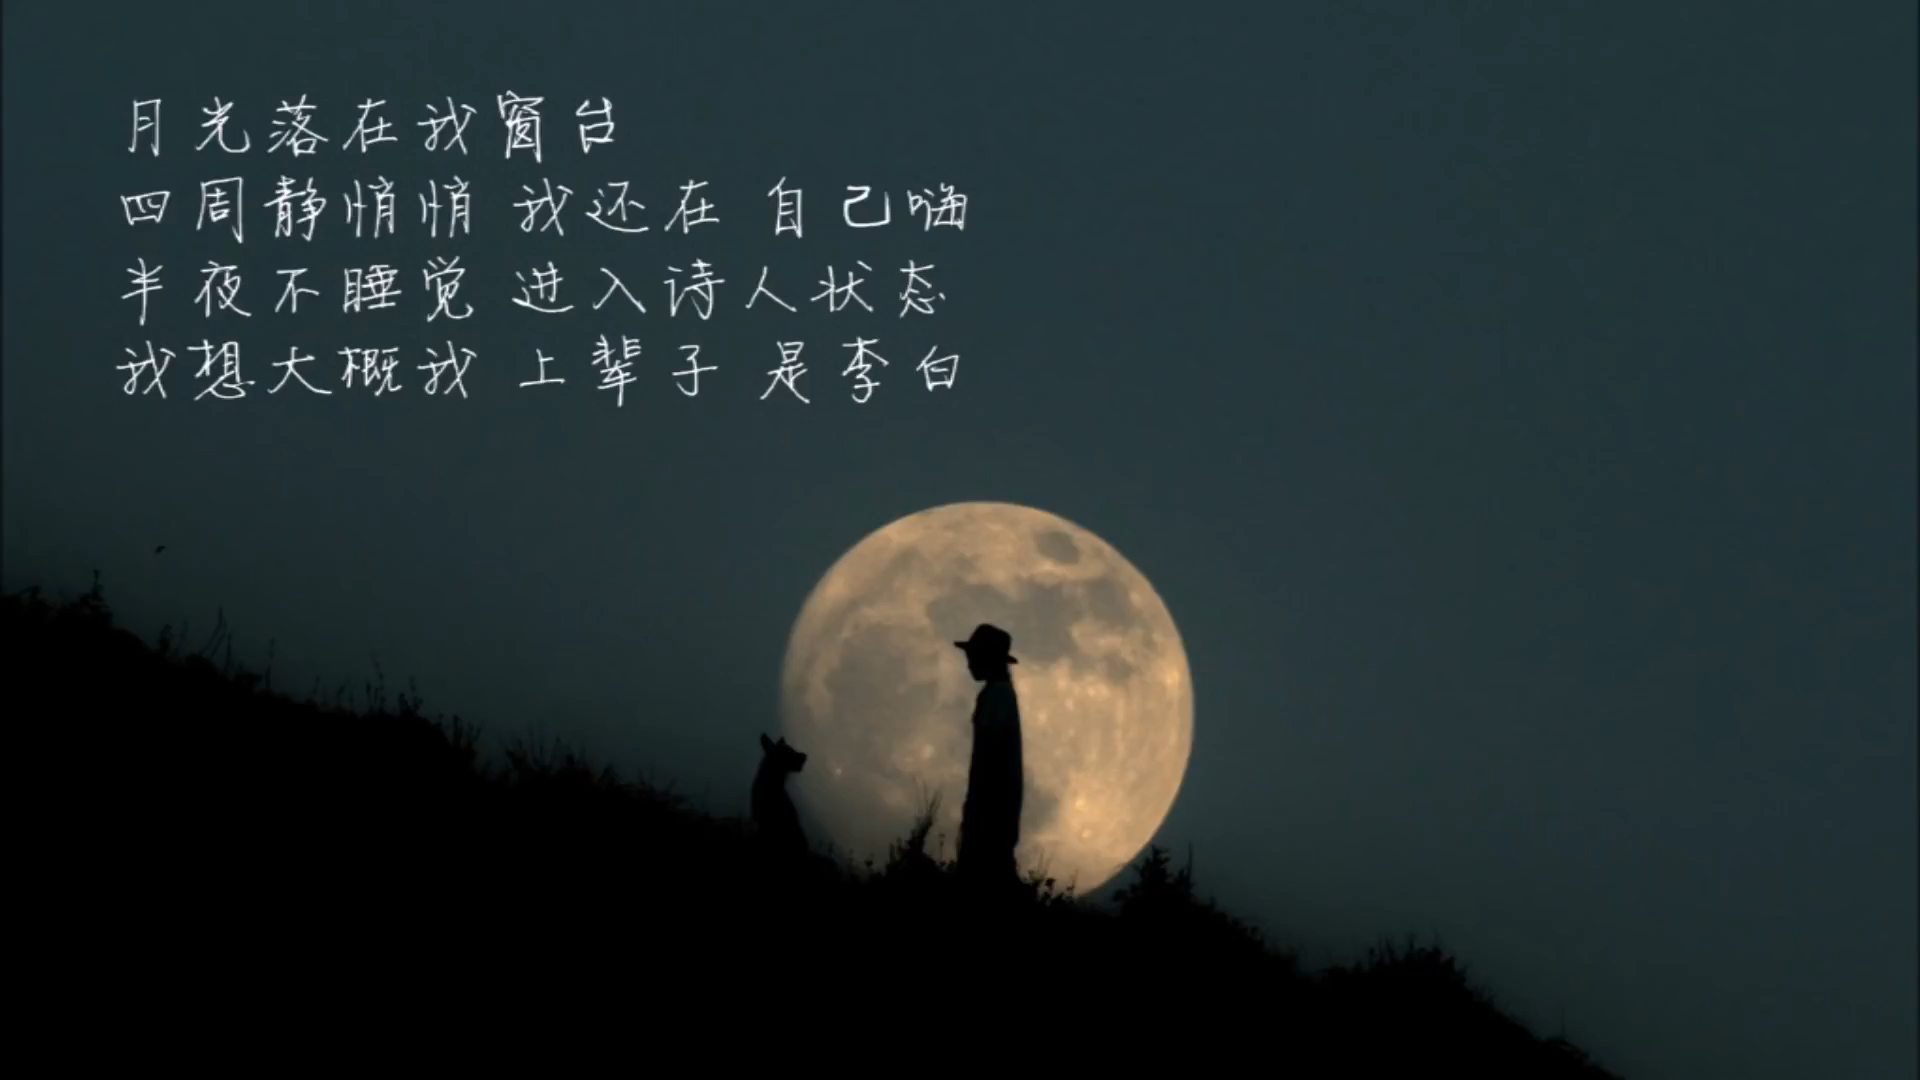 月光落在我窗台
四周静悄悄 我还在 自己嗨
半夜不睡觉 进入诗人状态
我想大概我 上辈子 是李白